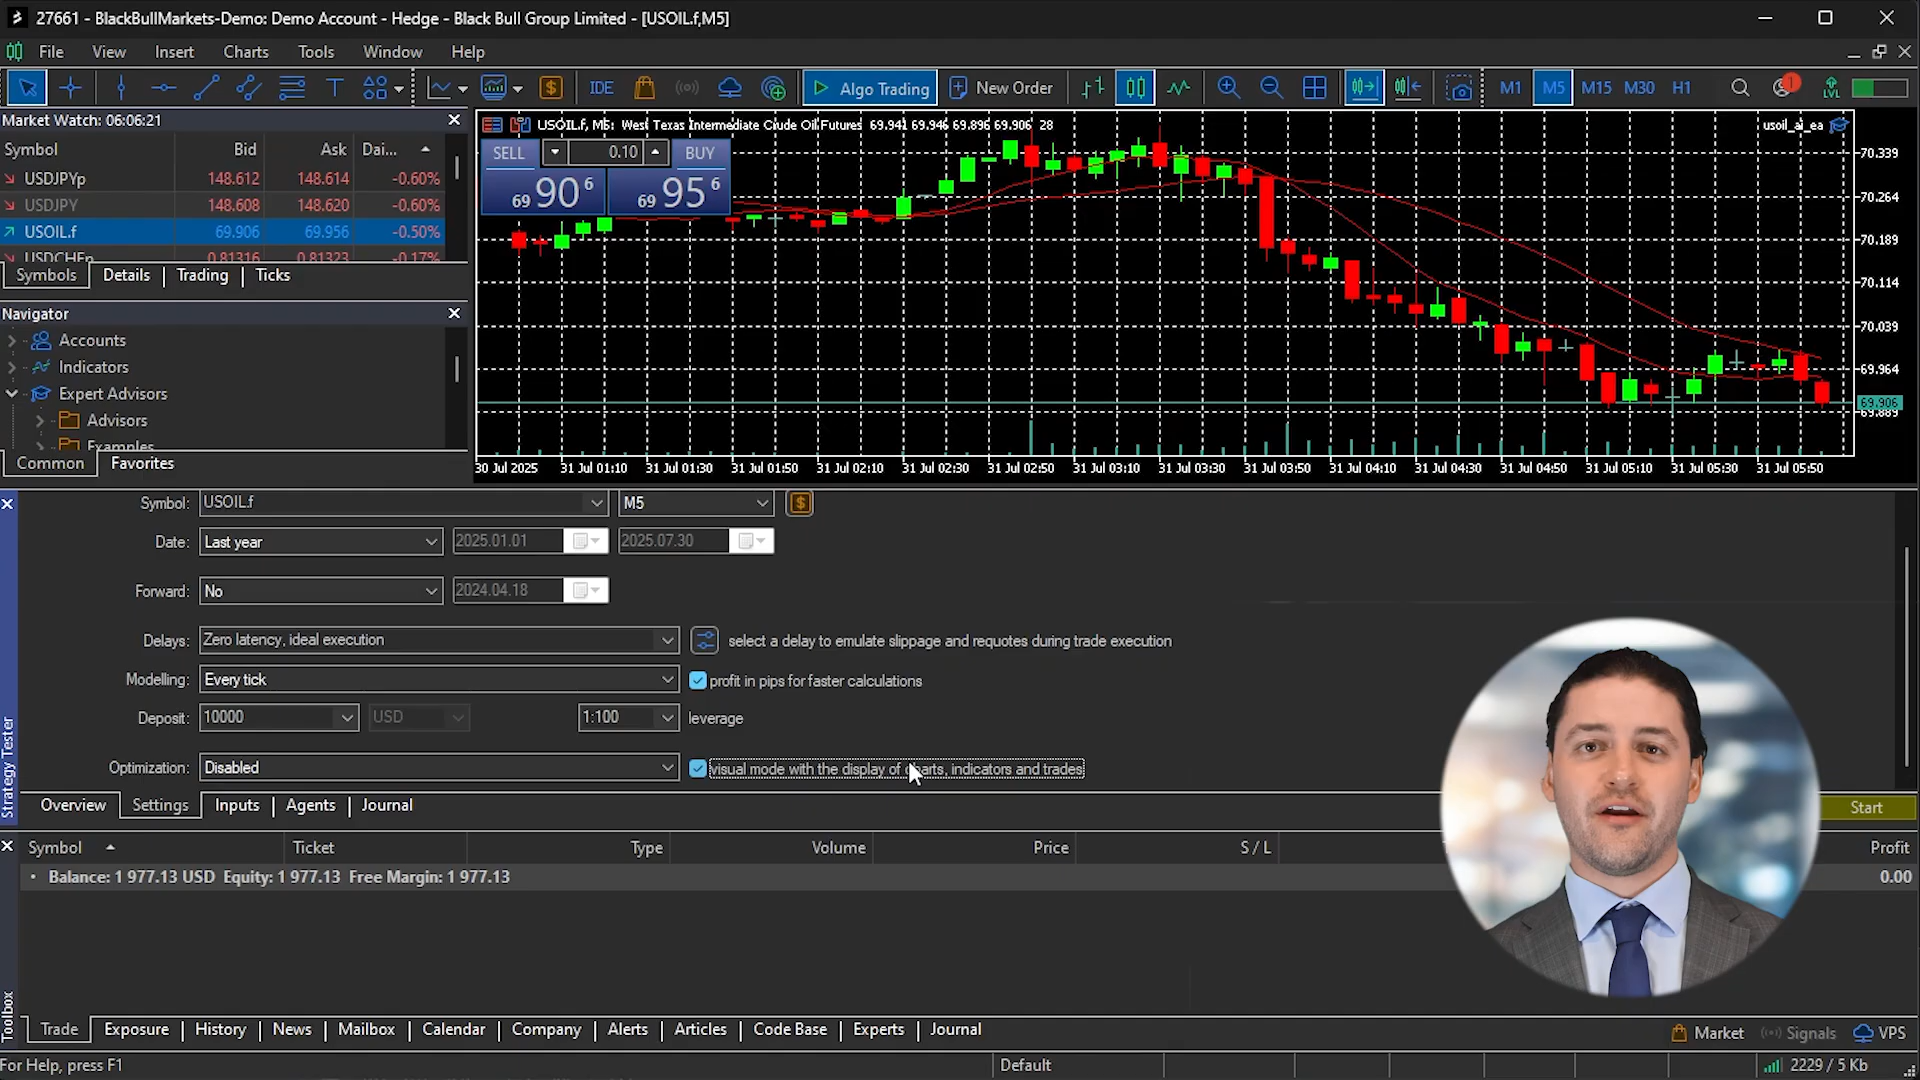 27661 - BlackBullMarkets-Demo: Demo Account - Hedge - Black Bull Group Limited - [USOIL.f,M5]
File View Insert Charts Tools Window Help
IDE Algo Trading New Order M1 M5 M15 M30 H1 1 LVL
Market Watch: 06:06:21
Symbol Bid Ask Dai...
USDJPYp 148.612 148.614 -0.60%
USDJPY 148.608 148.620 -0.60%
USOIL.f 69.906 69.956 -0.50%
USDCHFp 0.81316 0.81323 -0.17%
Symbols Details Trading Ticks
Navigator
Accounts
Indicators
Expert Advisors
Advisors
Examples
Common Favorites
USOIL.f, M5: West Texas Intermediate Crude Oil Futures 69.941 69.946 69.896 69.906 28
usoil_ai_ea
SELL 0.10 BUY
69 90 6 69 95 6
70.339
70.264
70.189
70.114
70.039
69.964
69.906
69.889
30 Jul 2025 31 Jul 01:10 31 Jul 01:30 31 Jul 01:50 31 Jul 02:10 31 Jul 02:30 31 Jul 02:50 31 Jul 03:10 31 Jul 03:30 31 Jul 03:50 31 Jul 04:10 31 Jul 04:30 31 Jul 04:50 31 Jul 05:10 31 Jul 05:30 31 Jul 05:50
Strategy Tester
Symbol: USOIL.f M5
Date: Last year 2025.01.01 2025.07.30
Forward: No 2024.04.18
Delays: Zero latency, ideal execution select a delay to emulate slippage and requotes during trade execution
Modelling: Every tick profit in pips for faster calculations
Deposit: 10000 USD 1:100 leverage
Optimization: Disabled visual mode with the display of charts, indicators and trades
Overview Settings Inputs Agents Journal Start
Toolbox
Symbol Ticket Type Volume Price S / L Profit
Balance: 1 977.13 USD Equity: 1 977.13 Free Margin: 1 977.13 0.00
Trade Exposure History News Mailbox Calendar Company Alerts Articles Code Base Experts Journal Market Signals VPS
For Help, press F1 Default 2229 / 5 Kb